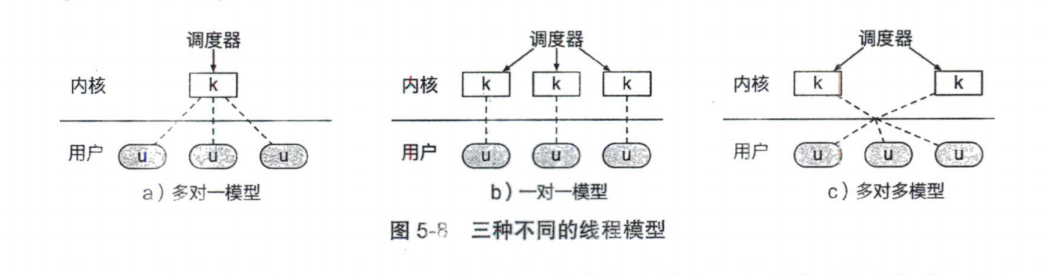 调度器 调度器 调度器
内核 k 内核 k k k 内核 k k
用户 u u u 用户 u u u 用户 u u u
a）多对一模型 b）一对一模型 c）多对多模型
图 5-8 三种不同的线程模型